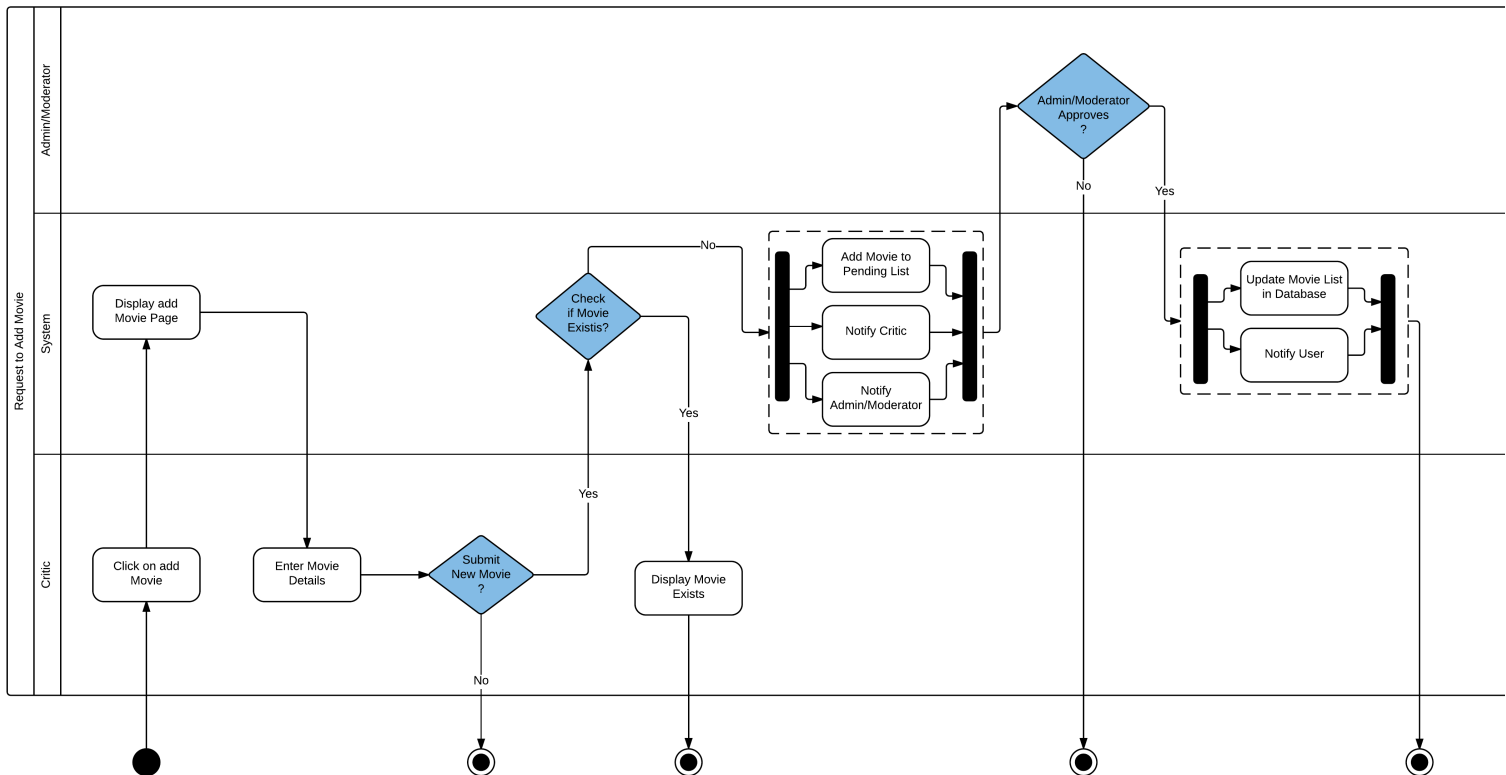 Request to Add Movie
Admin/Moderator
System
Critic
Admin/Moderator
Approves
?
No
Yes
Display add
Movie Page
Check
if Movie
Existis?
No
Yes
Add Movie to
Pending List
Notify Critic
Notify
Admin/Moderator
Update Movie List
in Database
Notify User
Click on add
Movie
Enter Movie
Details
Submit
New Movie
?
Yes
No
Display Movie
Exists